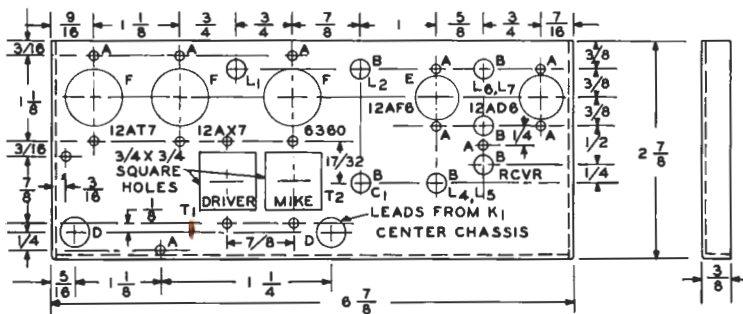 9/16 1 1/8 3/4 3/4 7/8 1 5/8 3/4 7/16
3/16 A A A B B A B A 3/8
F F F L1 L2 E L6,L7 3/8
1 1/8 12AF6 12AD6 3/8
12AT7 12AX7 6360 A B A
3/16 17/32 A 1/4 B 1/2 2 7/8
3/4 X 3/4
SQUARE
HOLES
7/8 3/16 DRIVER MIKE T2 B B RCVR 1/4
C1 L4,L5
1/8 T1 LEADS FROM K1
D D CENTER CHASSIS
1/4 A 7/8
5/16 1 1/8 1 1/4 3/8
6 7/8